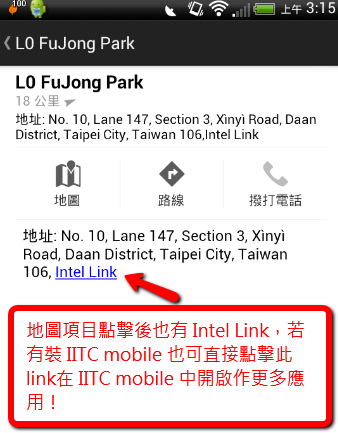 100
上午 3:15
L0 FuJong Park
L0 FuJong Park
18 公里
地址: No. 10, Lane 147, Section 3, Xìnyì Road, Daan
District, Taipei City, Taiwan 106,Intel Link
地圖 路線 撥打電話
地址: No. 10, Lane 147, Section 3, Xìnyì
Road, Daan District, Taipei City, Taiwan
106, Intel Link
地圖項目點擊後也有 Intel Link，若
有裝 IITC mobile 也可直接點擊此
link在 IITC mobile 中開啟作更多應
用！